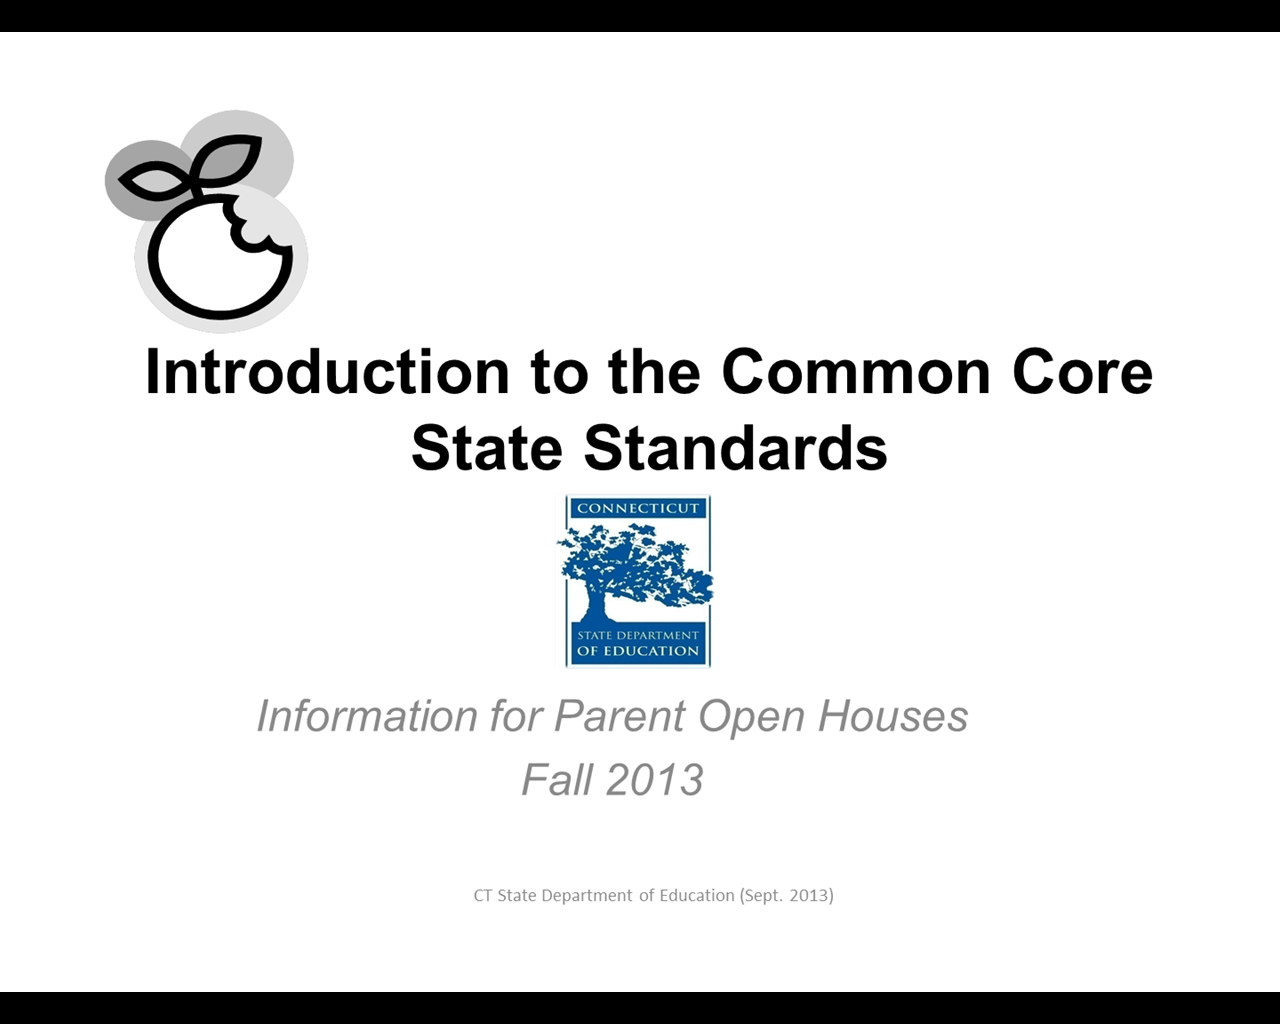 Introduction to the Common Core
State Standards
CONNECTICUT
STATE DEPARTMENT
OF EDUCATION
Information for Parent Open Houses
Fall 2013
CT State Department of Education (Sept. 2013)